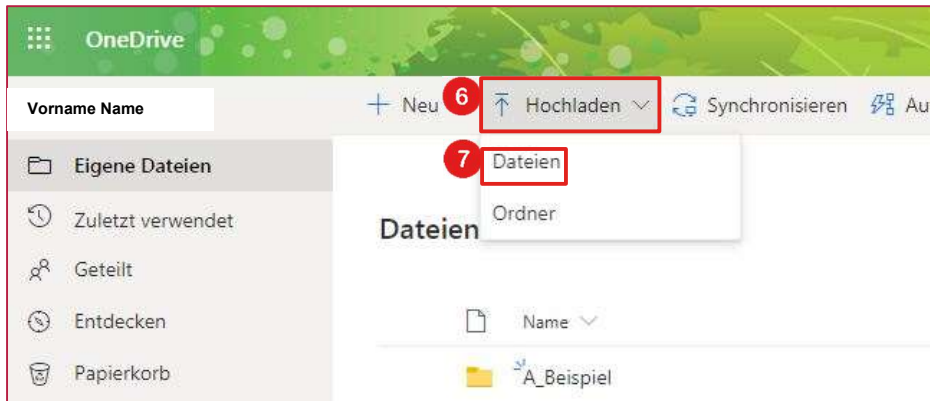 OneDrive
Vorname Name
Neu 6 Hochladen Synchronisieren Au
Eigene Dateien
7 Dateien
Zuletzt verwendet
Ordner
Dateien
Geteilt
Entdecken
Name
Papierkorb
A_Beispiel